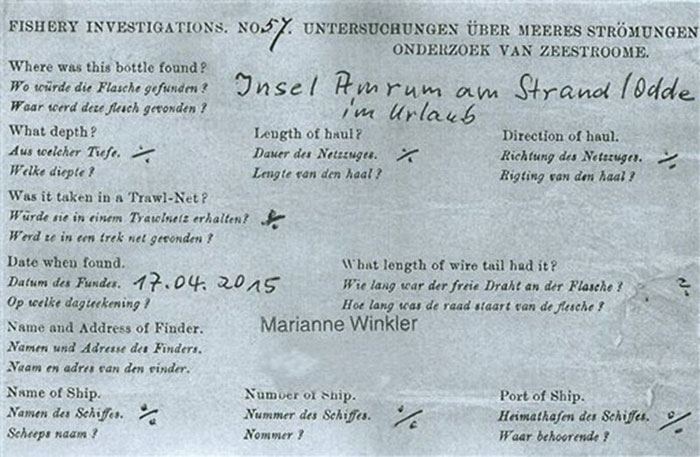 FISHERY INVESTIGATIONS. NO 57. UNTERSUCHUNGEN ÜBER MEERES STRÖMUNGEN
ONDERZOEK VAN ZEESTROOME.
Where was this bottle found?
Wo würde die Flasche gefunden?
Waar werd deze flesch gevonden?
Insel Amrum am Strand/Odde
im Urlaub
What depth?
Aus welcher Tiefe. ./.
Welke diepte?
Length of haul?
Dauer des Netzzuges. ./.
Lengte van den haal?
Direction of haul.
Richtung des Netzzuges. ./.
Rigting van den haal?
Was it taken in a Trawl-Net?
Würde sie in einem Trawlnetz erhalten? ./.
Werd ze in een trek net gevonden?
Date when found.
Datum des Fundes. 17.04.2015
Op welke dagteekening?
What length of wire tail had it?
Wie lang war der freie Draht an der Flasche? ?
Hoe lang was de raad staart van de flesche?
Name and Address of Finder.
Namen und Adresse des Finders.
Naam en adres van den vinder.
Marianne Winkler
Name of Ship.
Namen des Schiffes. ./.
Scheeps naam?
Number of Ship.
Nummer des Schiffes. ./.
Nommer?
Port of Ship.
Heimathafen des Schiffes. ./.
Waar behoorende?